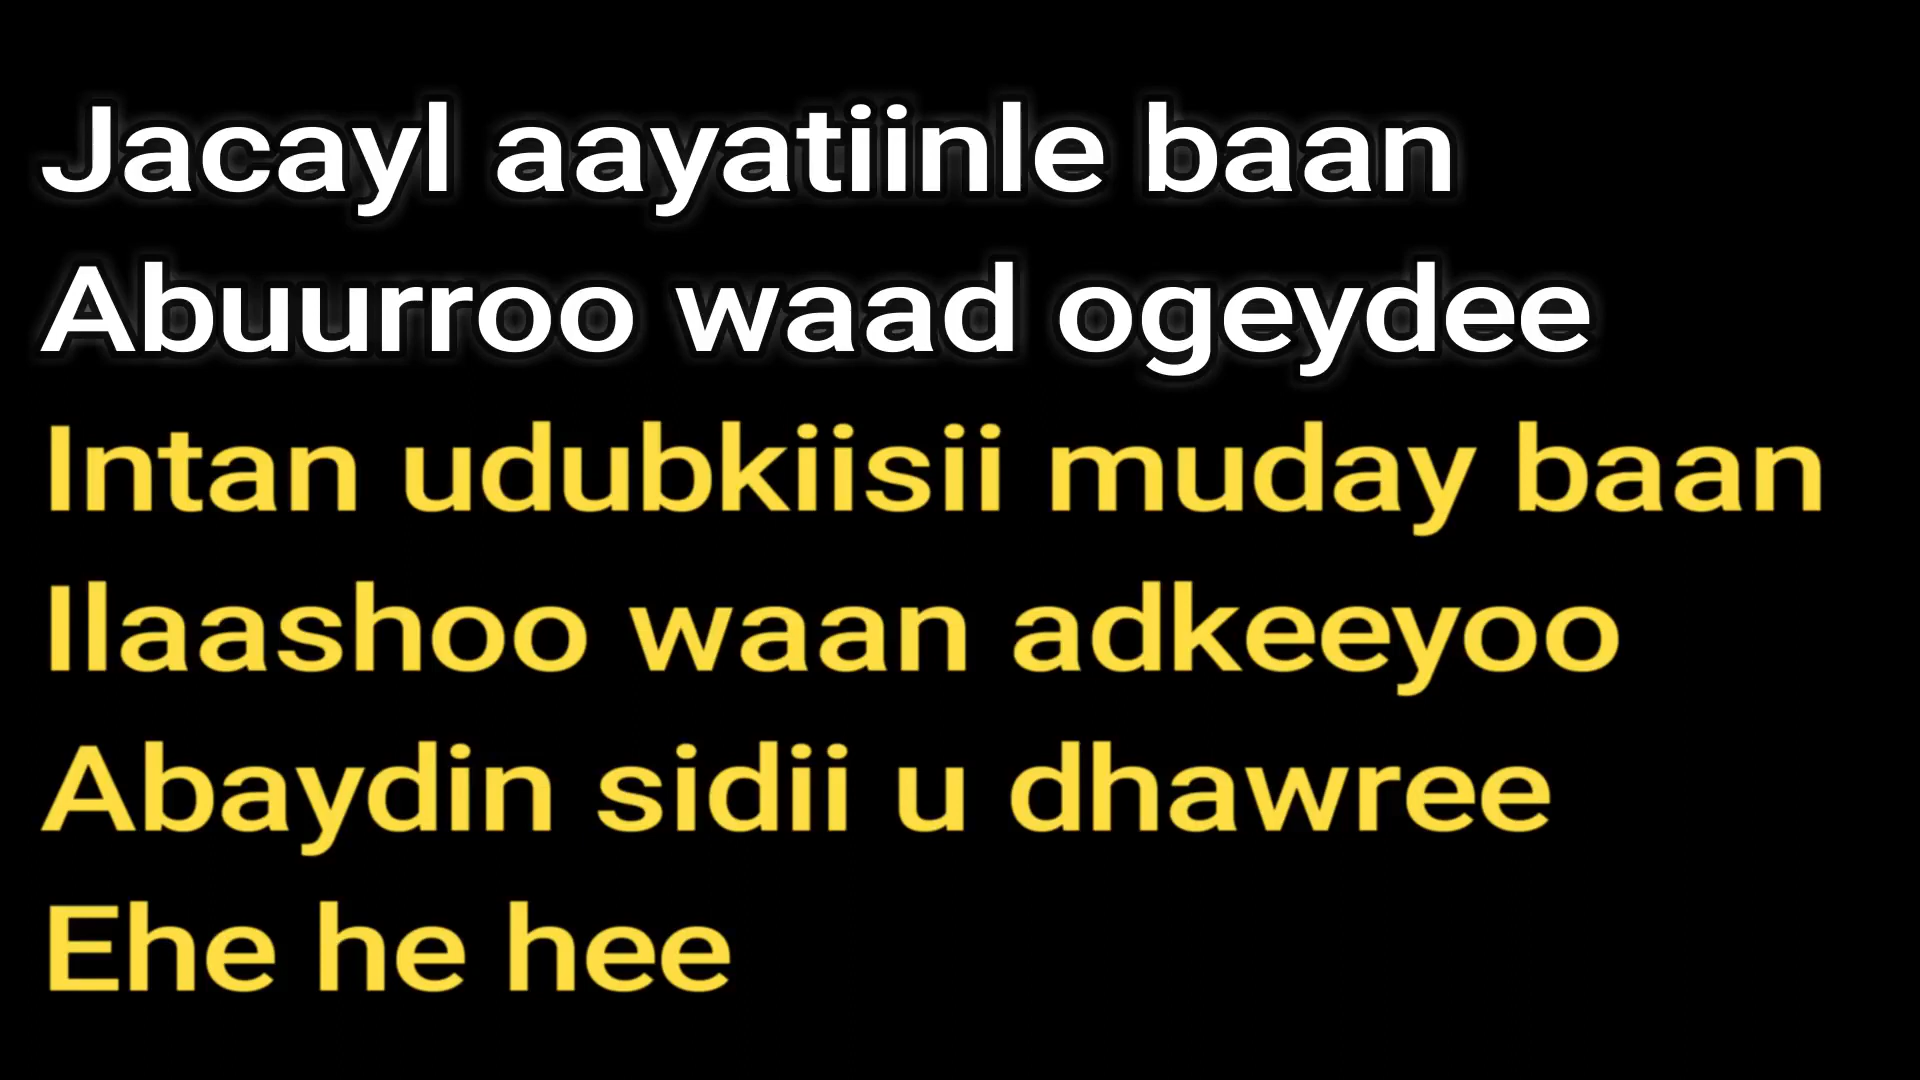 Jacayl aayatiinle baan
Abuurroo waad ogeydee
Intan udubkiisii muday baan
Ilaashoo waan adkeeyoo
Abaydin sidii u dhawree
Ehe he hee